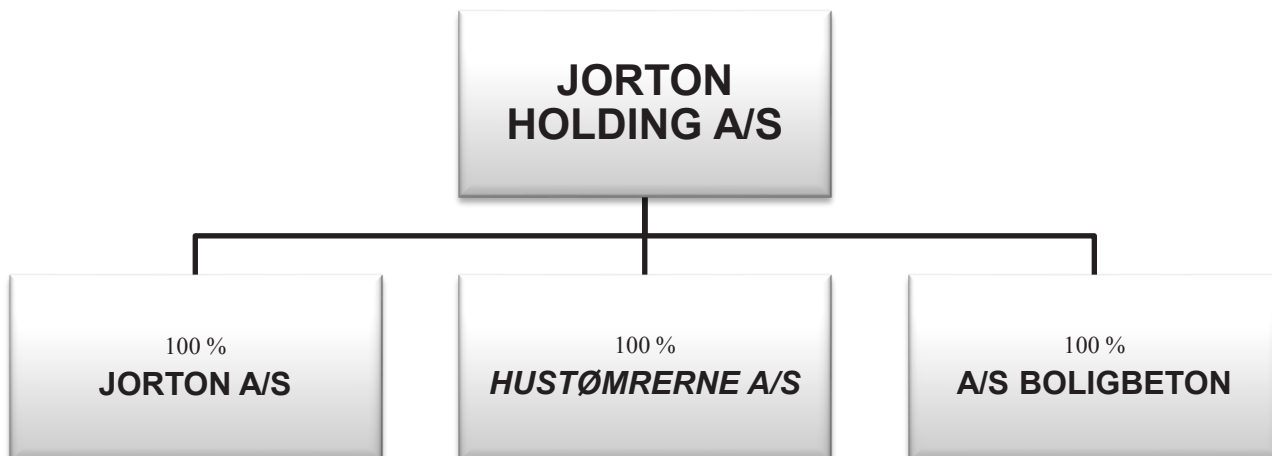 JORTON
HOLDING A/S
100 %
JORTON A/S
100 %
HUSTØMRERNE A/S
100 %
A/S BOLIGBETON